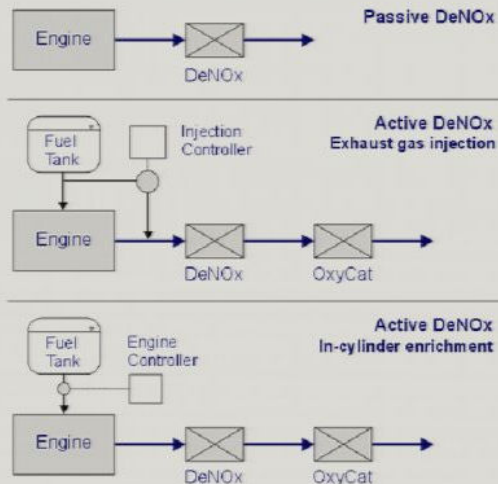 Passive DeNOx
Engine
DeNOx
Active DeNOx
Exhaust gas injection
Fuel
Tank
Injection
Controller
Engine
DeNOx
OxyCat
Active DeNOx
In-cylinder enrichment
Fuel
Tank
Engine
Controller
Engine
DeNOx
OxyCat